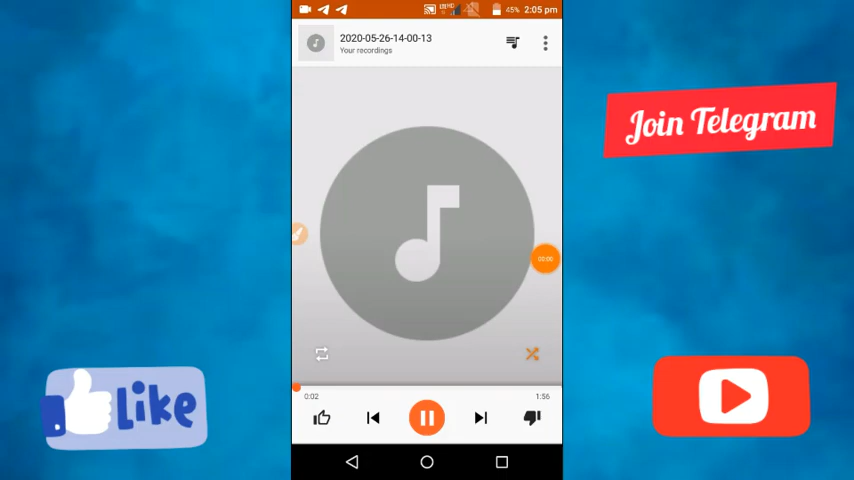 45% 2:05 pm
2020-05-26-14-00-13
Your recordings
Join Telegram
00:00
0:02
1:56
Like